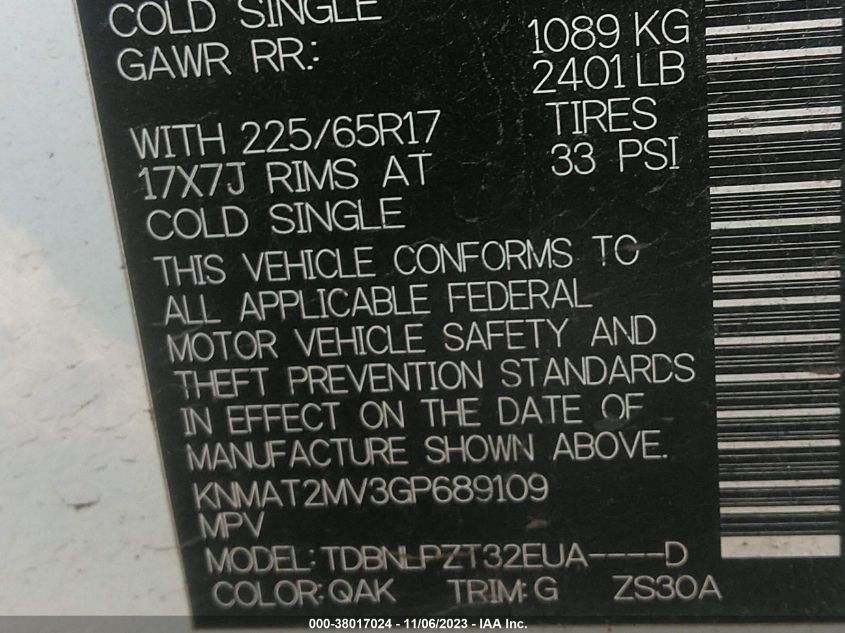 COLD SINGLE
GAWR RR.: 1089 KG
2401 LB
WITH 225/65R17 TIRES
17X7J RIMS AT 33 PSI
COLD SINGLE
THIS VEHICLE CONFORMS TO
ALL APPLICABLE FEDERAL
MOTOR VEHICLE SAFETY AND
THEFT PREVENTION STANDARDS
IN EFFECT ON THE DATE OF
MANUFACTURE SHOWN ABOVE.
KNMAT2MV3GP689109
MPV
MODEL: TDBNLPZT32EUA----D
COLOR: QAK TRIM: G ZS30A
000-38017024 - 11/06/2023 - IAA Inc.